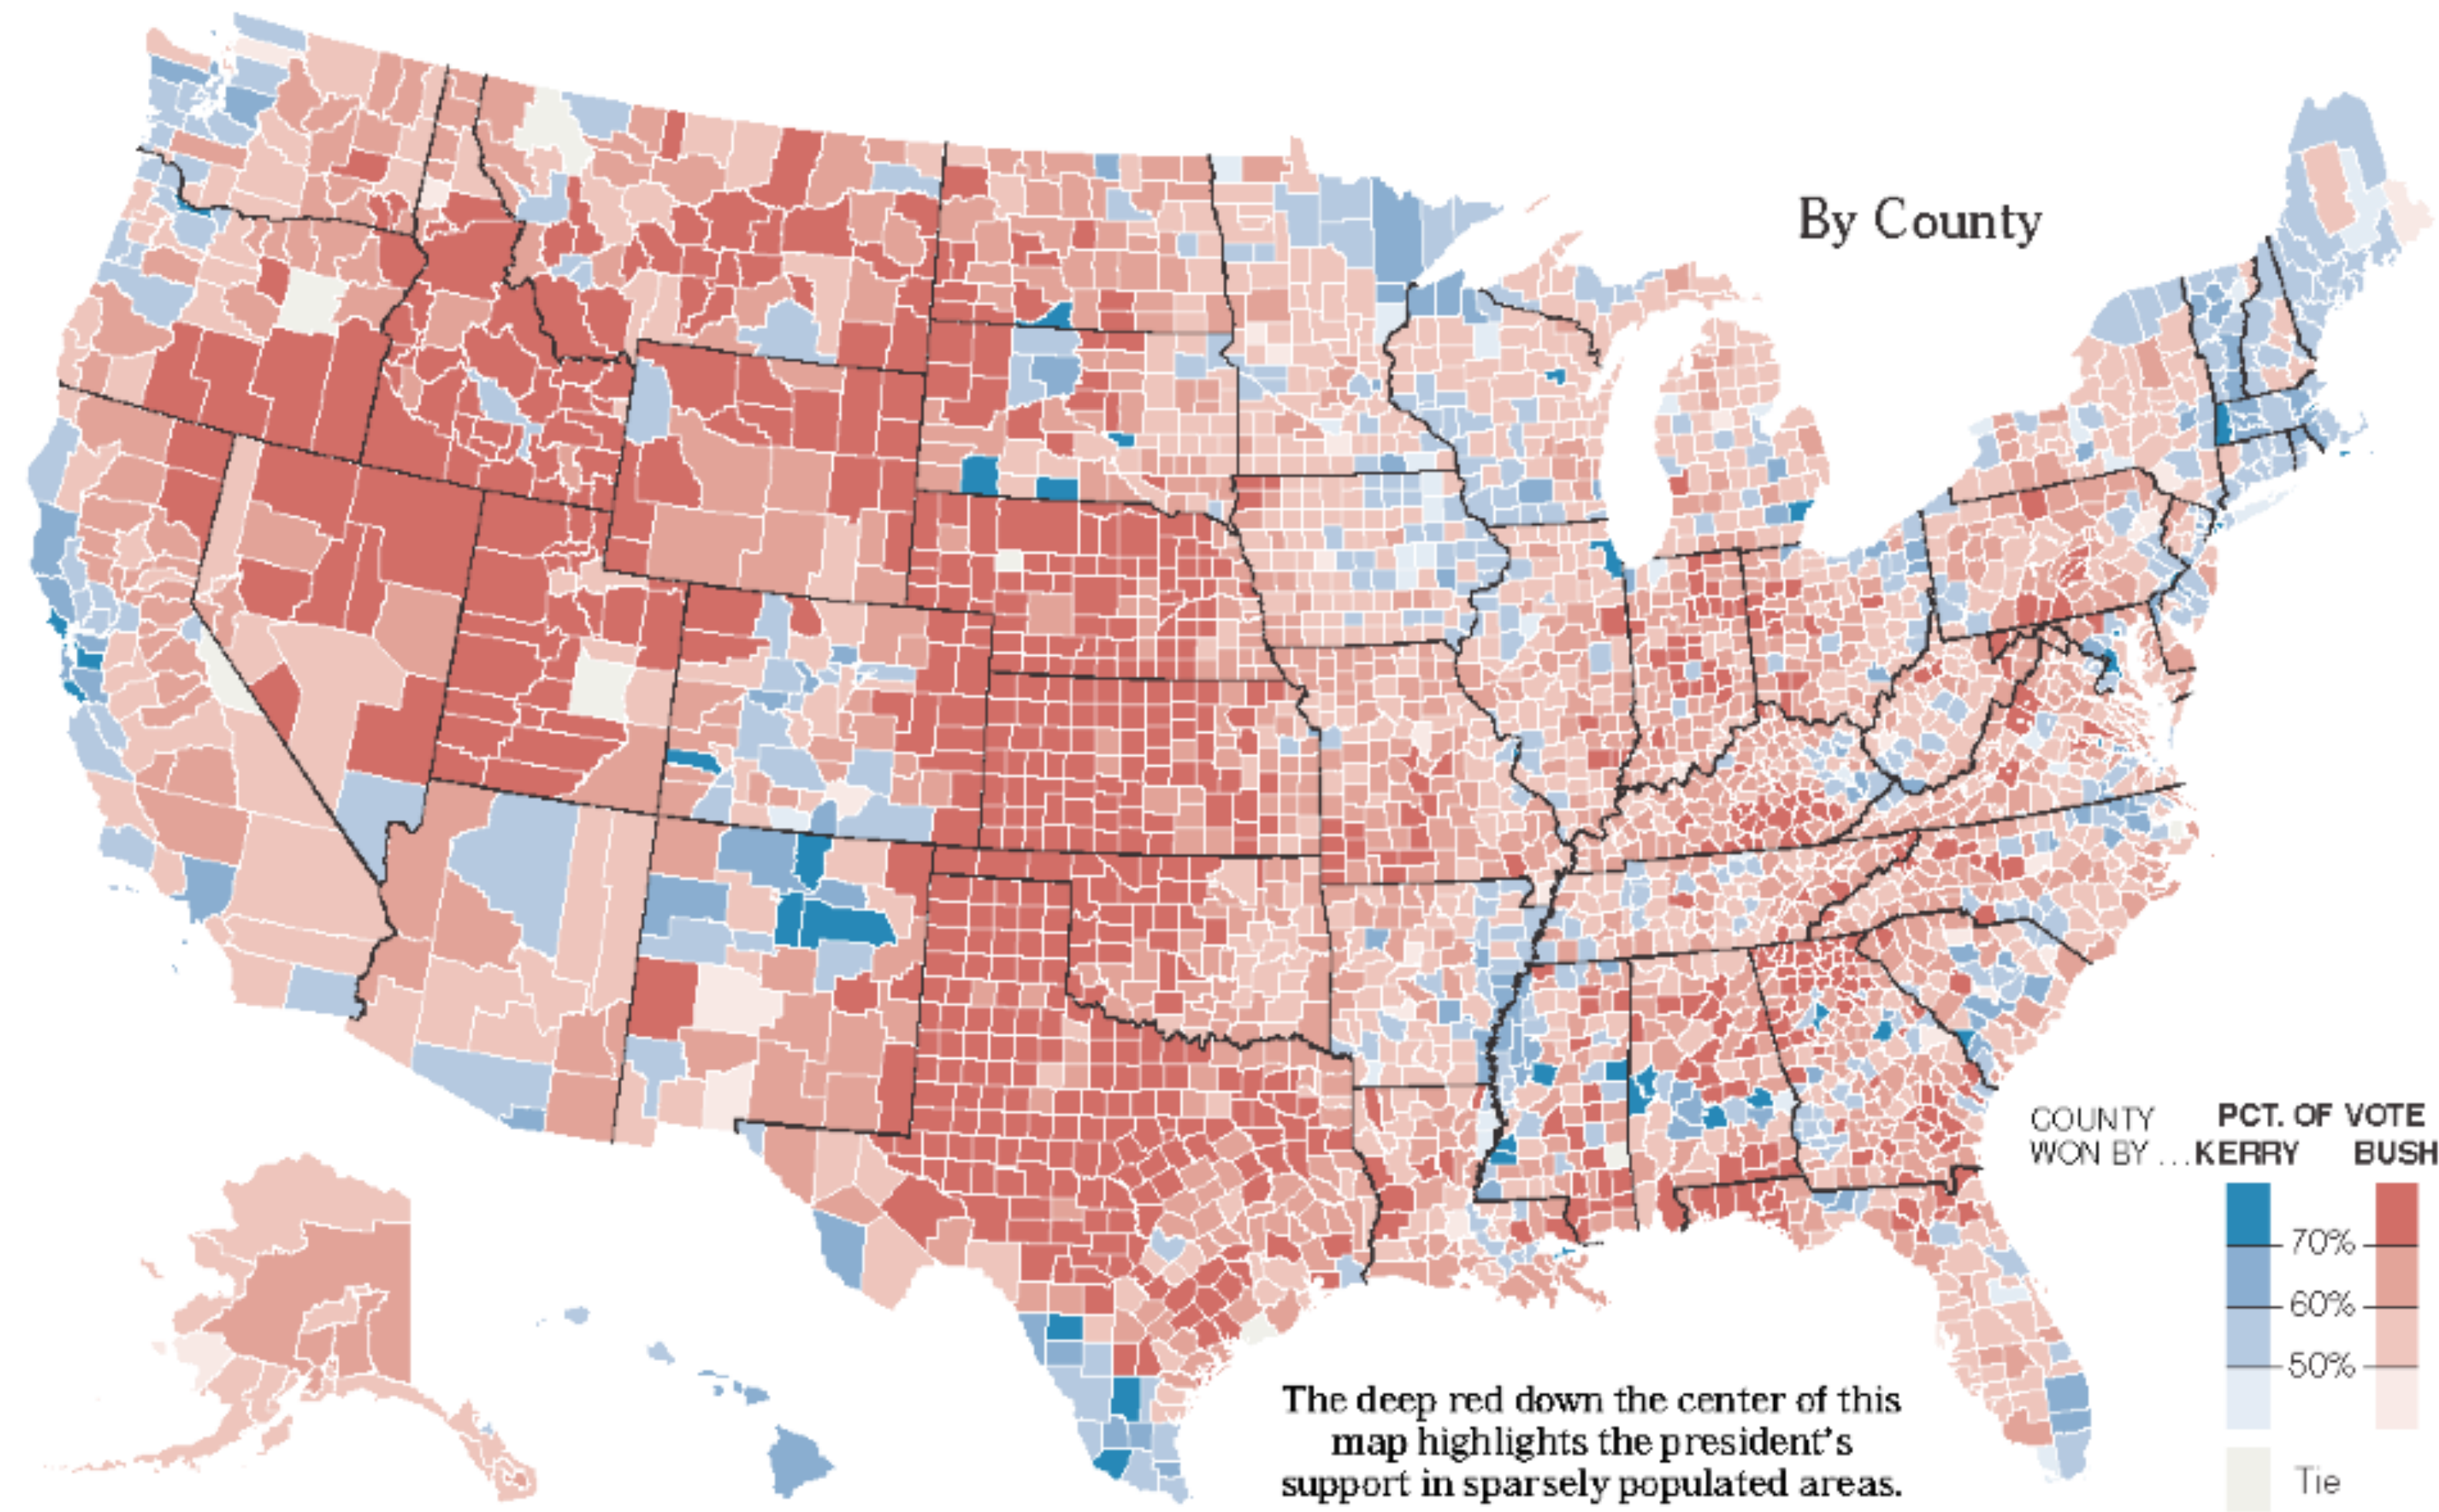 By County
The deep red down the center of this
map highlights the president's
support in sparsely populated areas.
COUNTY PCT. OF VOTE
WON BY ... KERRY BUSH
70%
60%
50%
Tie